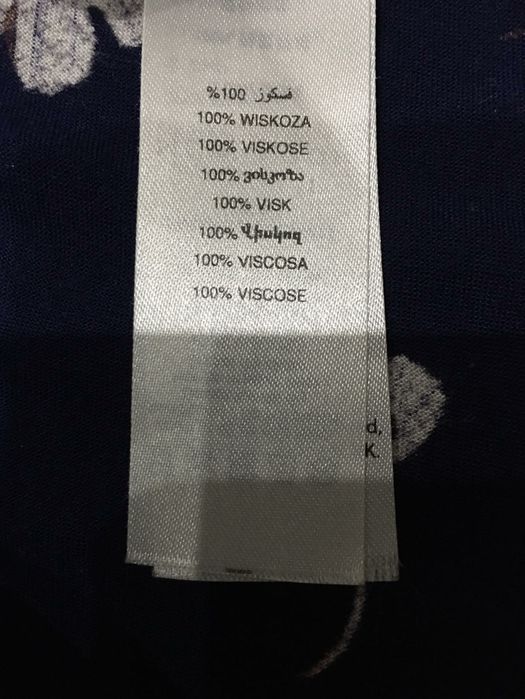 %100 فسكوز
100% WISKOZA
100% VISKOSE
100% ვისკოზა
100% VISK
100% Վիսկոզ
100% VISCOSA
100% VISCOSE
d,
K.